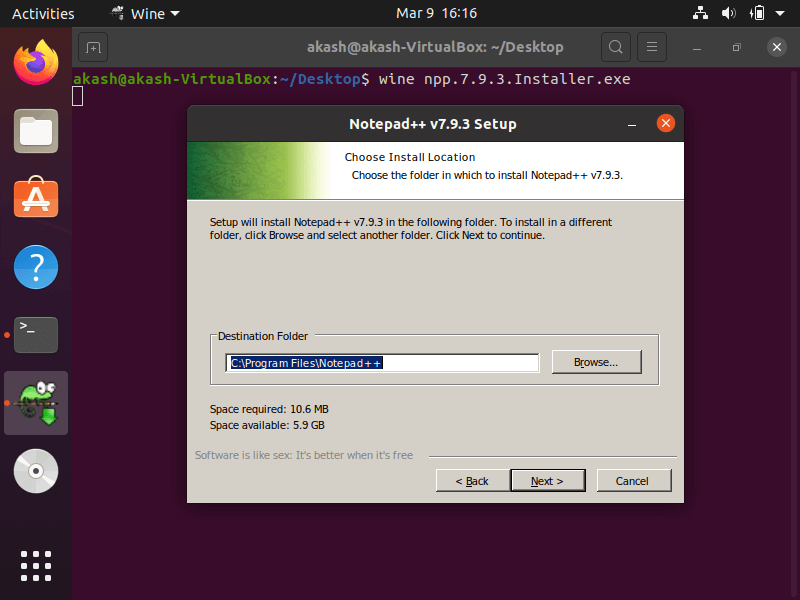 Activities
Wine
Mar 9 16:16
akash@akash-VirtualBox: ~/Desktop
akash@akash-VirtualBox:~/Desktop$ wine npp.7.9.3.Installer.exe
Notepad++ v7.9.3 Setup
Choose Install Location
Choose the folder in which to install Notepad++ v7.9.3.
Setup will install Notepad++ v7.9.3 in the following folder. To install in a different
folder, click Browse and select another folder. Click Next to continue.
Destination Folder
C:\Program Files\Notepad++
Browse...
Space required: 10.6 MB
Space available: 5.9 GB
Software is like sex: It's better when it's free
< Back
Next >
Cancel